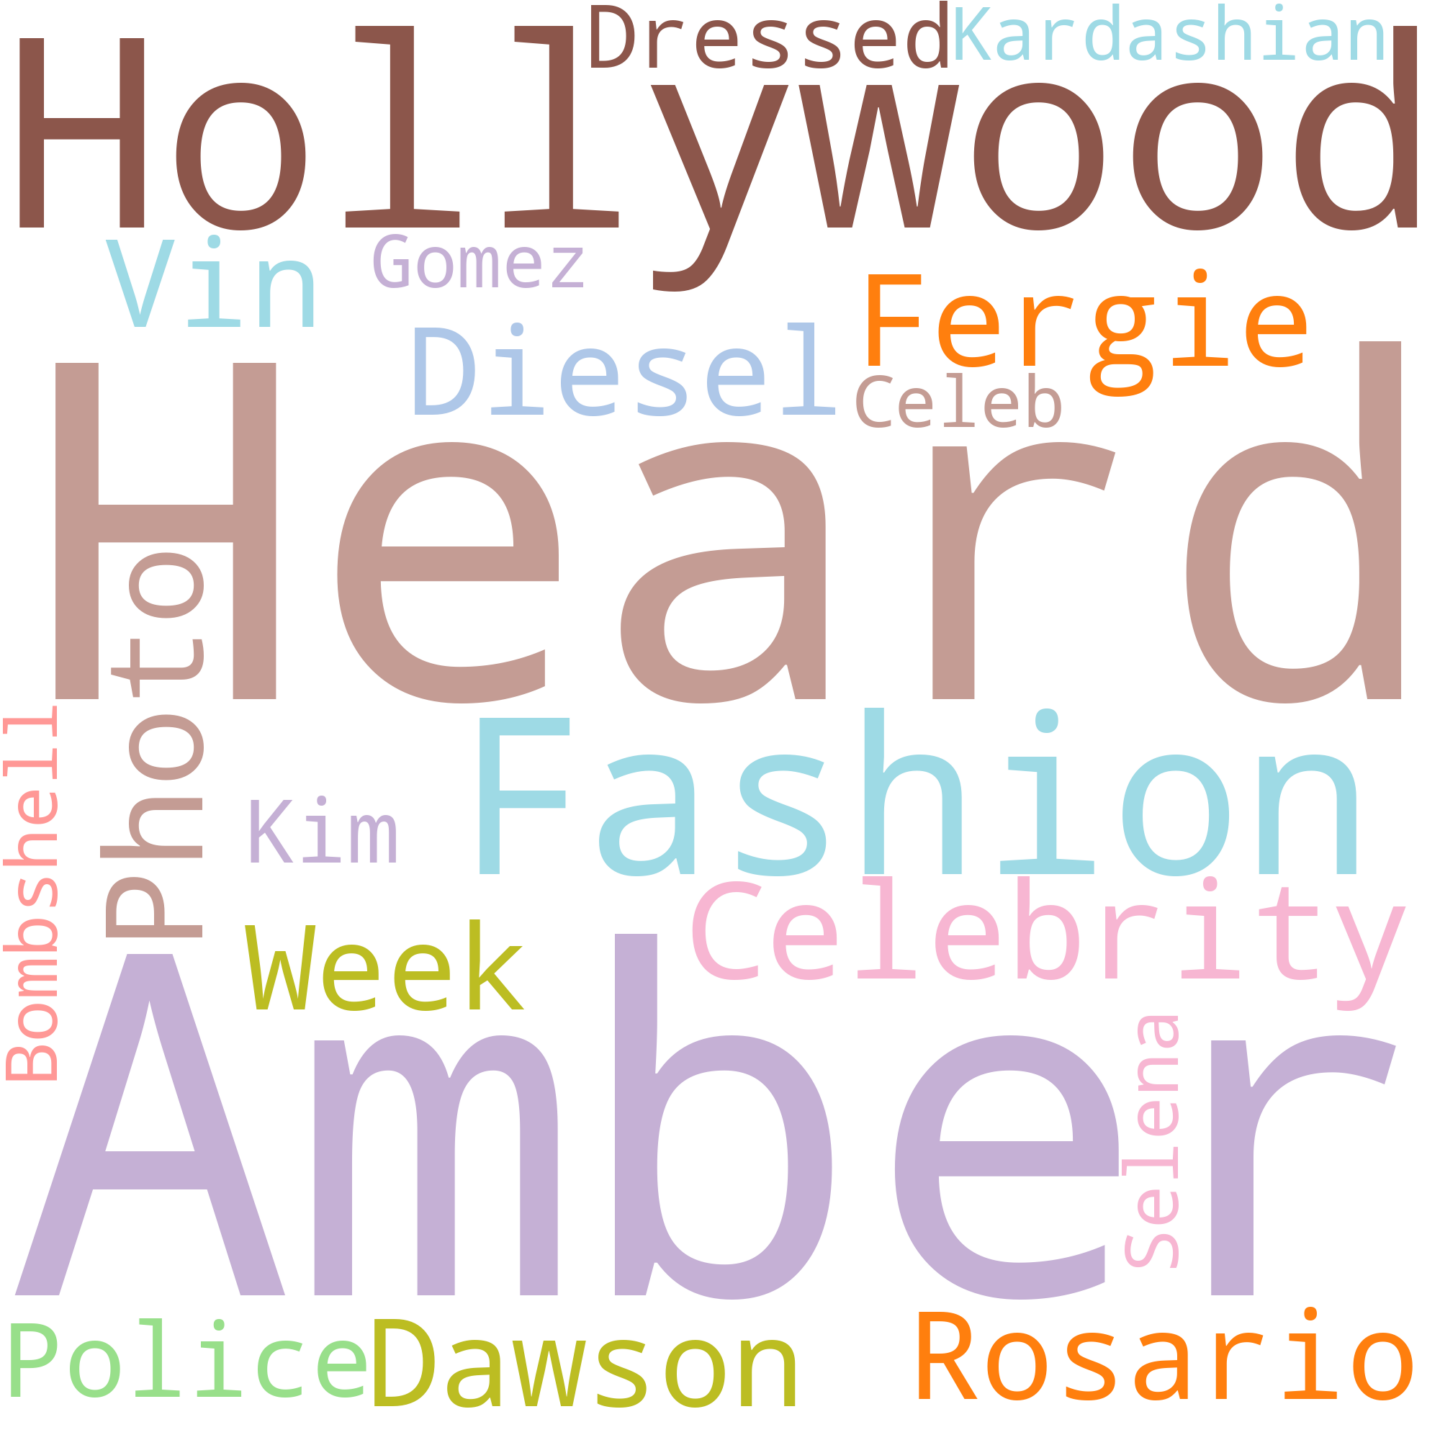 Dressed
Kardashian
Hollywood
Vin
Gomez
Fergie
Diesel
Celeb
Heard
Photo
Bombshell
Fashion
Kim
Celebrity
Week
Amber
Selena
Police
Dawson
Rosario